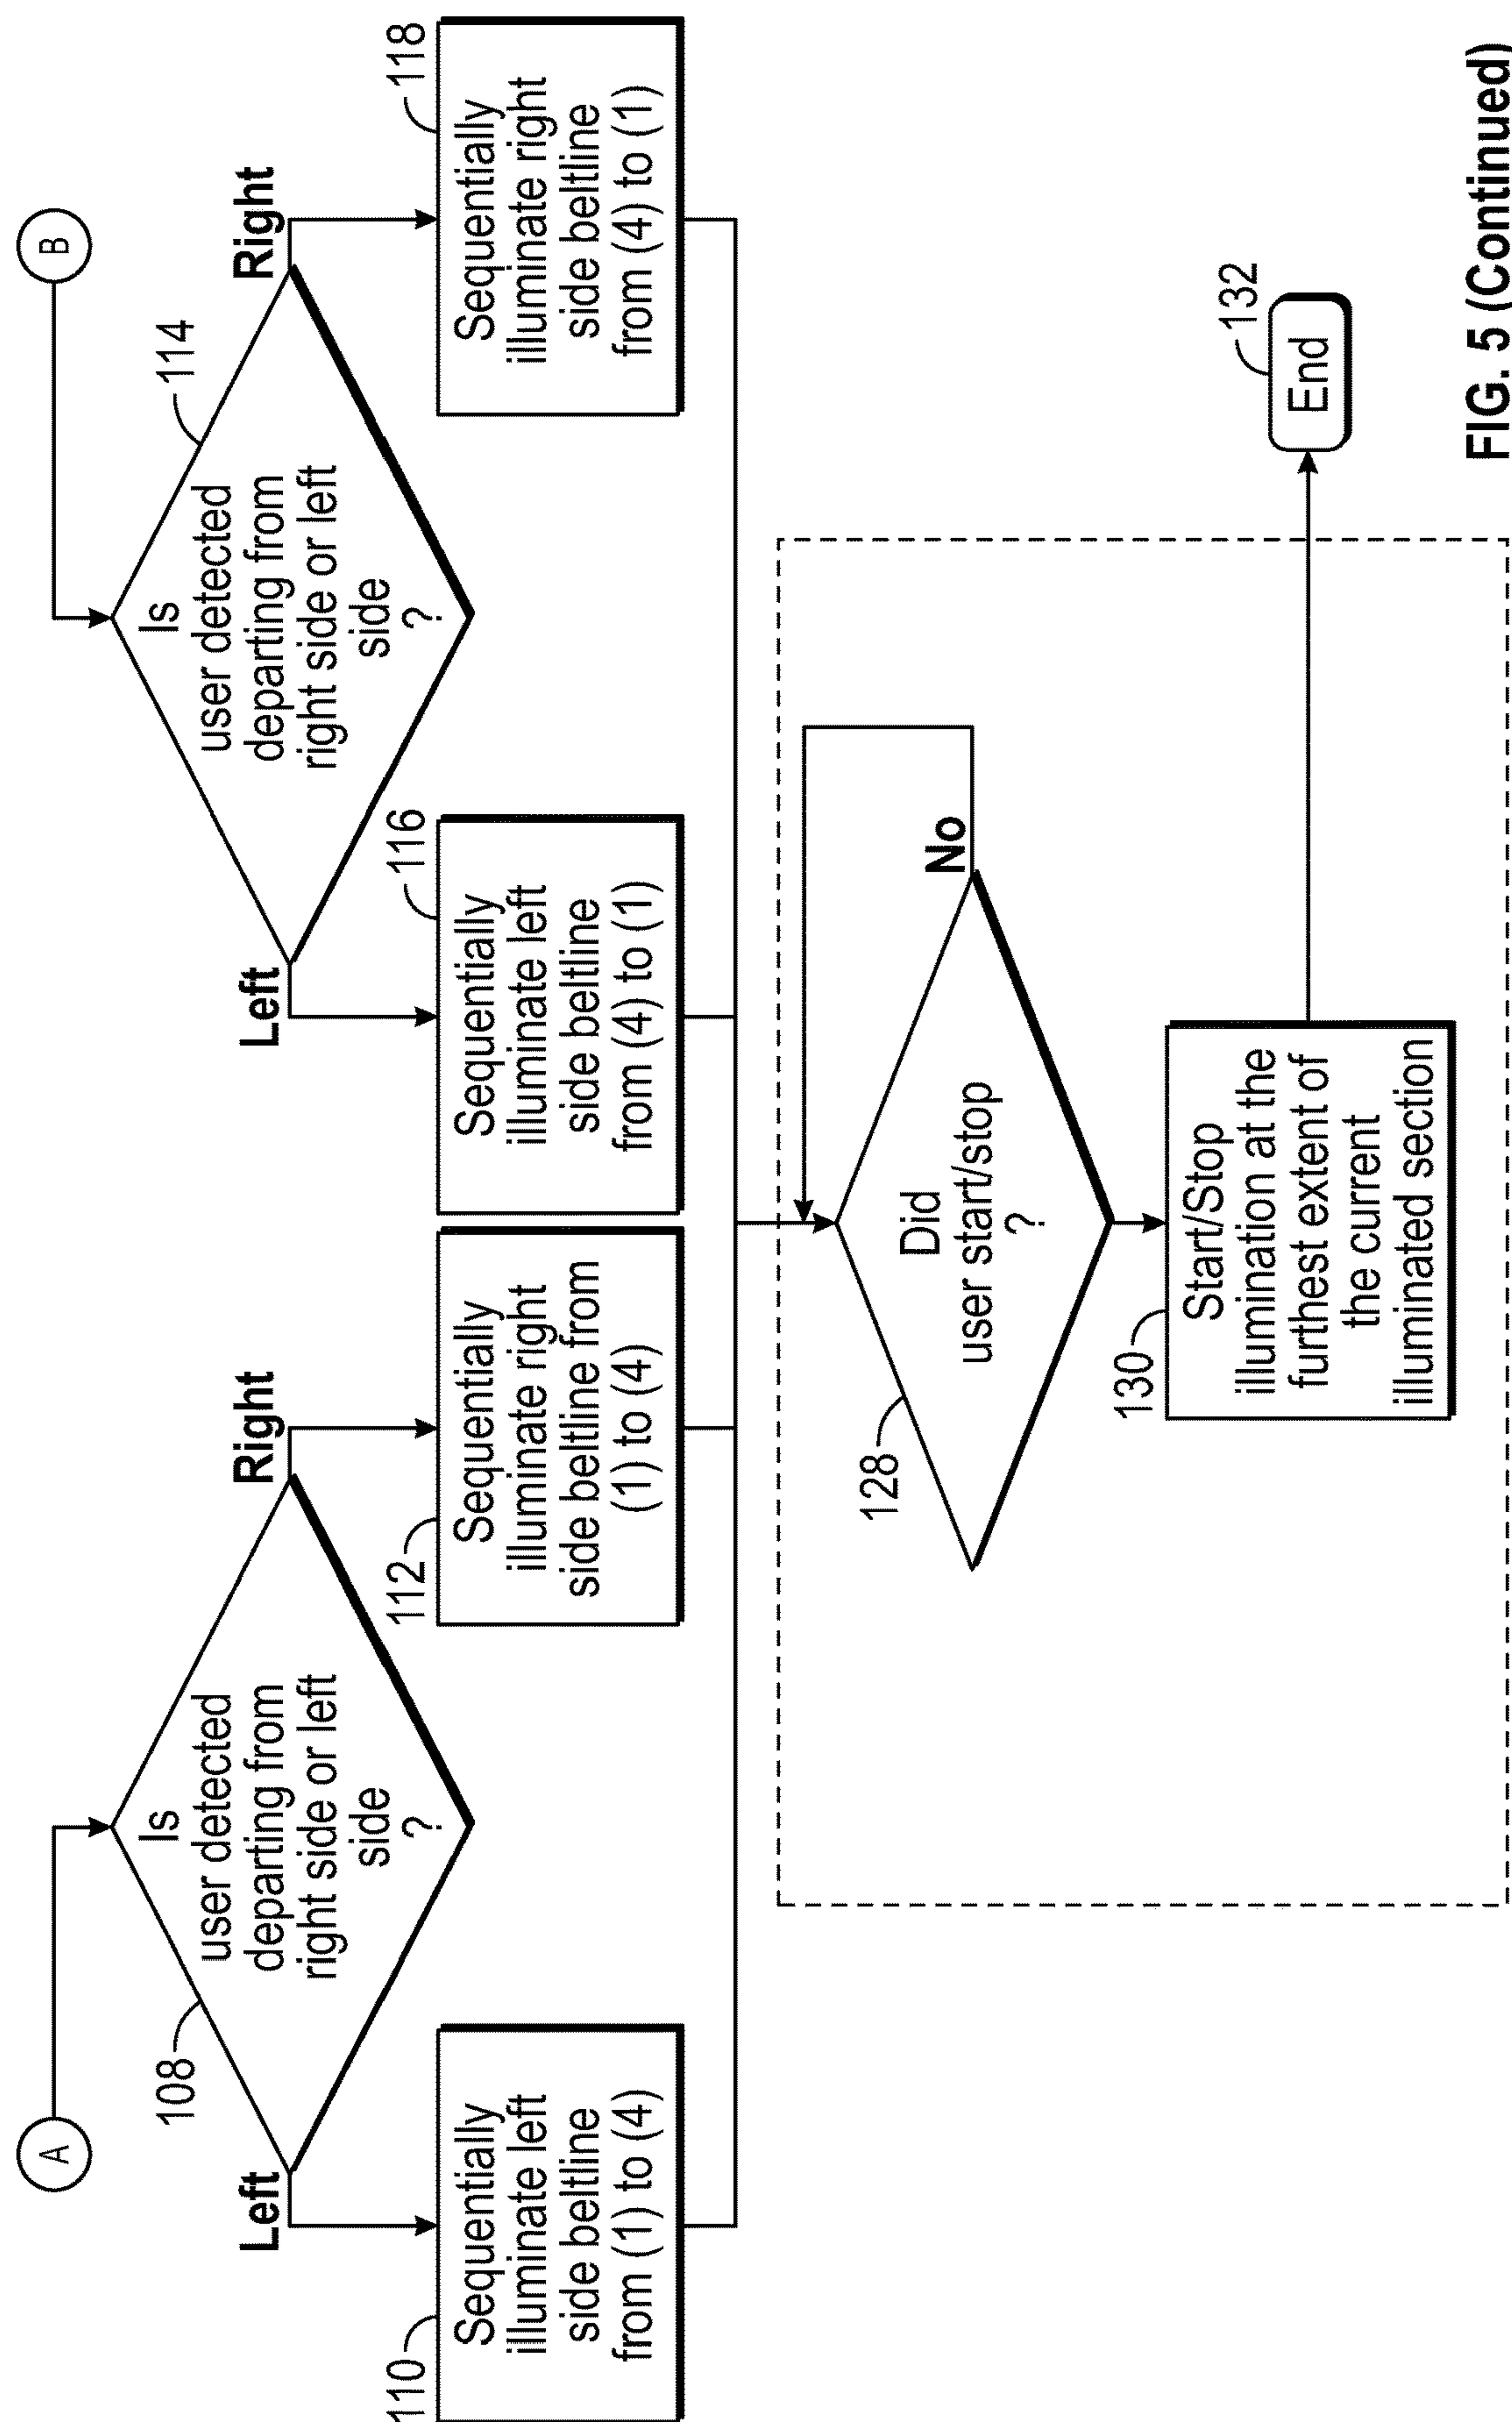 A
B
108
Is
user detected
departing from
right side or left
side
?
Left
Right
114
Is
user detected
departing from
right side or left
side
?
Left
Right
110
Sequentially
illuminate left
side beltline
from (1) to (4)
112
Sequentially
illuminate right
side beltline from
(1) to (4)
116
Sequentially
illuminate left
side beltline
from (4) to (1)
118
Sequentially
illuminate right
side beltline
from (4) to (1)
128
Did
user start/stop
?
No
130
Start/Stop
illumination at the
furthest extent of
the current
illuminated section
132
End
FIG. 5 (Continued)